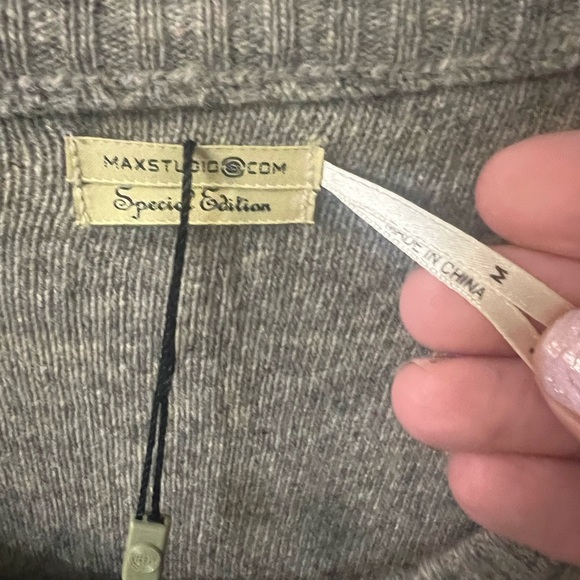 MAXSTUDIO COM
Special Edition
MADE IN CHINA
M